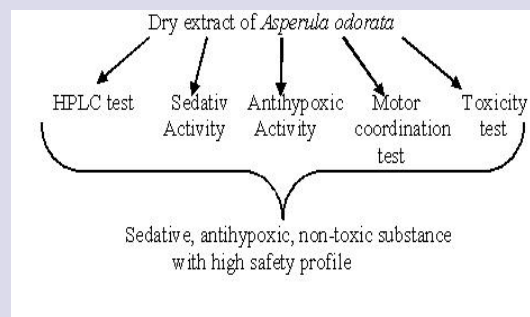 Dry extract of Asperula odorata
HPLC test
Sedativ
Activity
Antihypoxic
Activity
Motor
coordination
test
Toxicity
test
Sedative, antihypoxic, non-toxic substance
with high safety profile